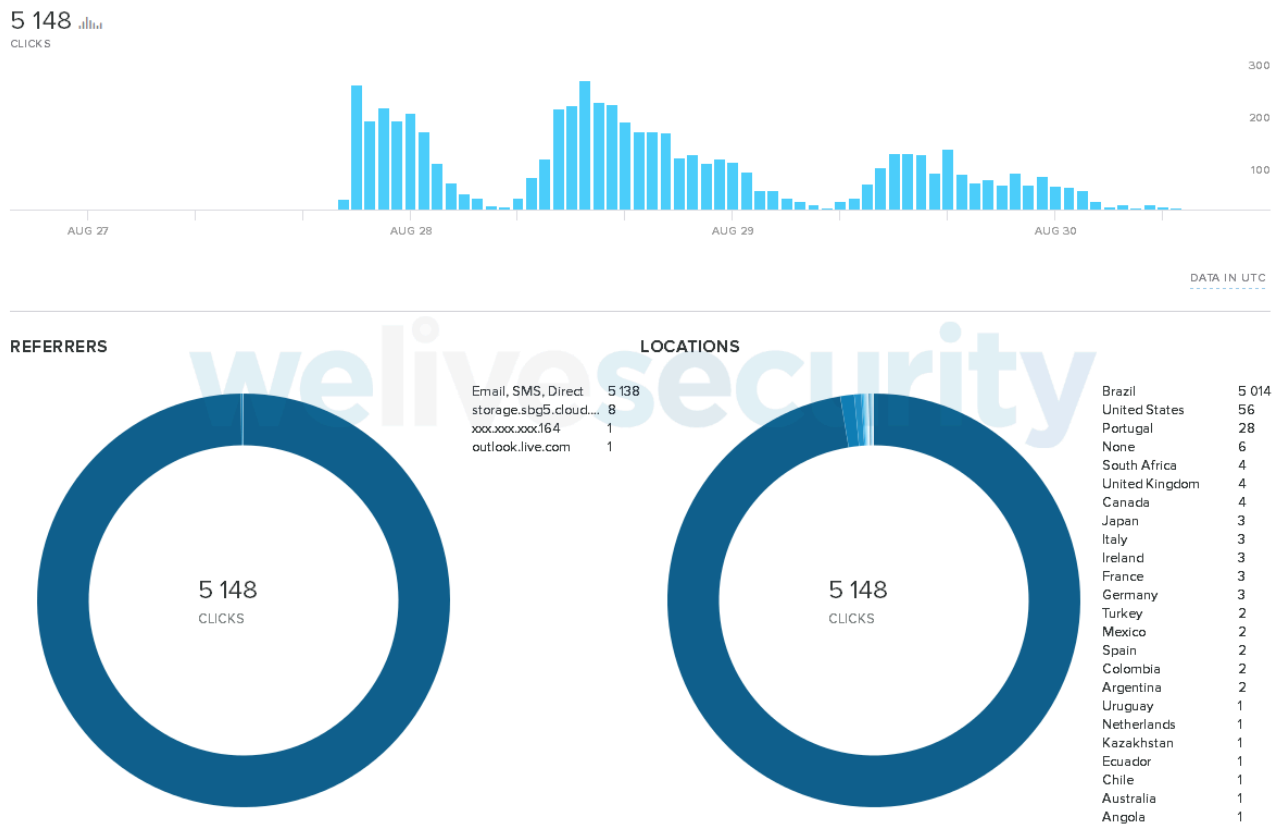 5 148
CLICKS
300
200
100
AUG 27
AUG 28
AUG 29
AUG 30
DATA IN UTC
welivesecurity
REFERRERS
Email, SMS, Direct 5 138
storage.sbg5.cloud.... 8
xxx.xxx.xxx.164 1
outlook.live.com 1
5 148
CLICKS
LOCATIONS
5 148
CLICKS
Brazil 5 014
United States 56
Portugal 28
None 6
South Africa 4
United Kingdom 4
Canada 4
Japan 3
Italy 3
Ireland 3
France 3
Germany 3
Turkey 2
Mexico 2
Spain 2
Colombia 2
Argentina 2
Uruguay 1
Netherlands 1
Kazakhstan 1
Ecuador 1
Chile 1
Australia 1
Angola 1